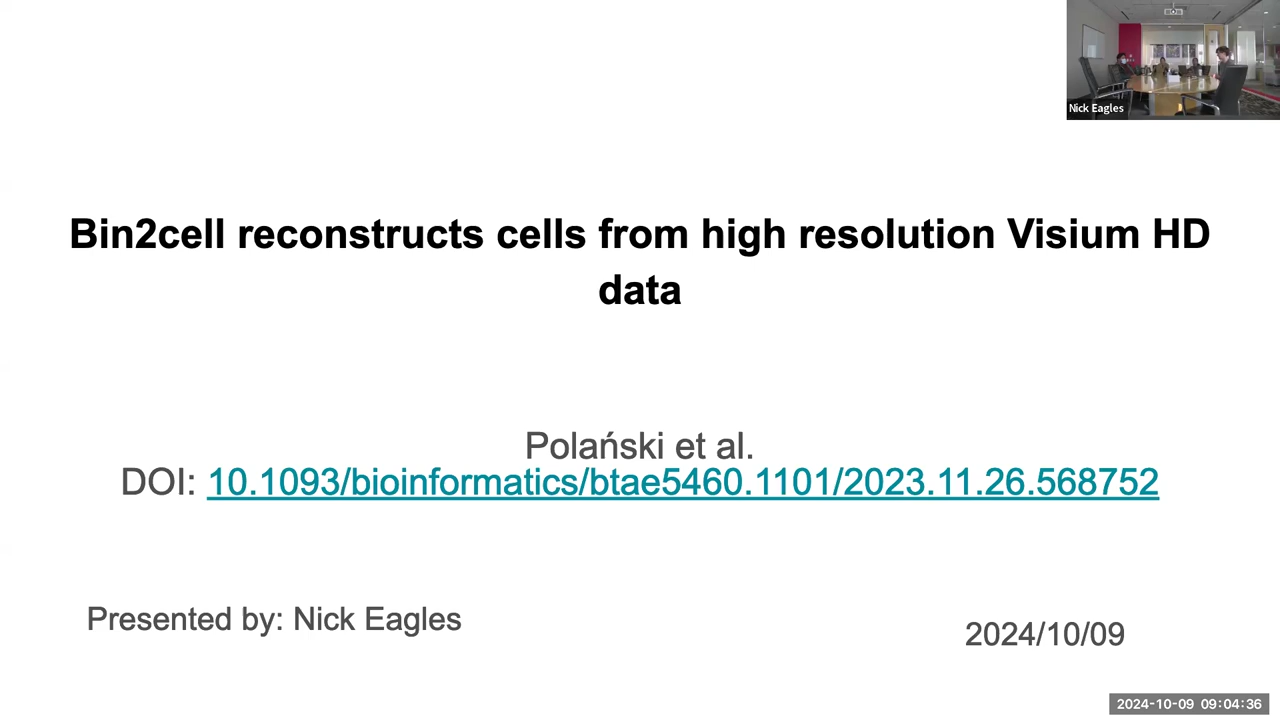 Nick Eagles
Bin2cell reconstructs cells from high resolution Visium HD
data
Polański et al.
DOI: 10.1093/bioinformatics/btae5460.1101/2023.11.26.568752
Presented by: Nick Eagles
2024/10/09
2024-10-09 09:04:36